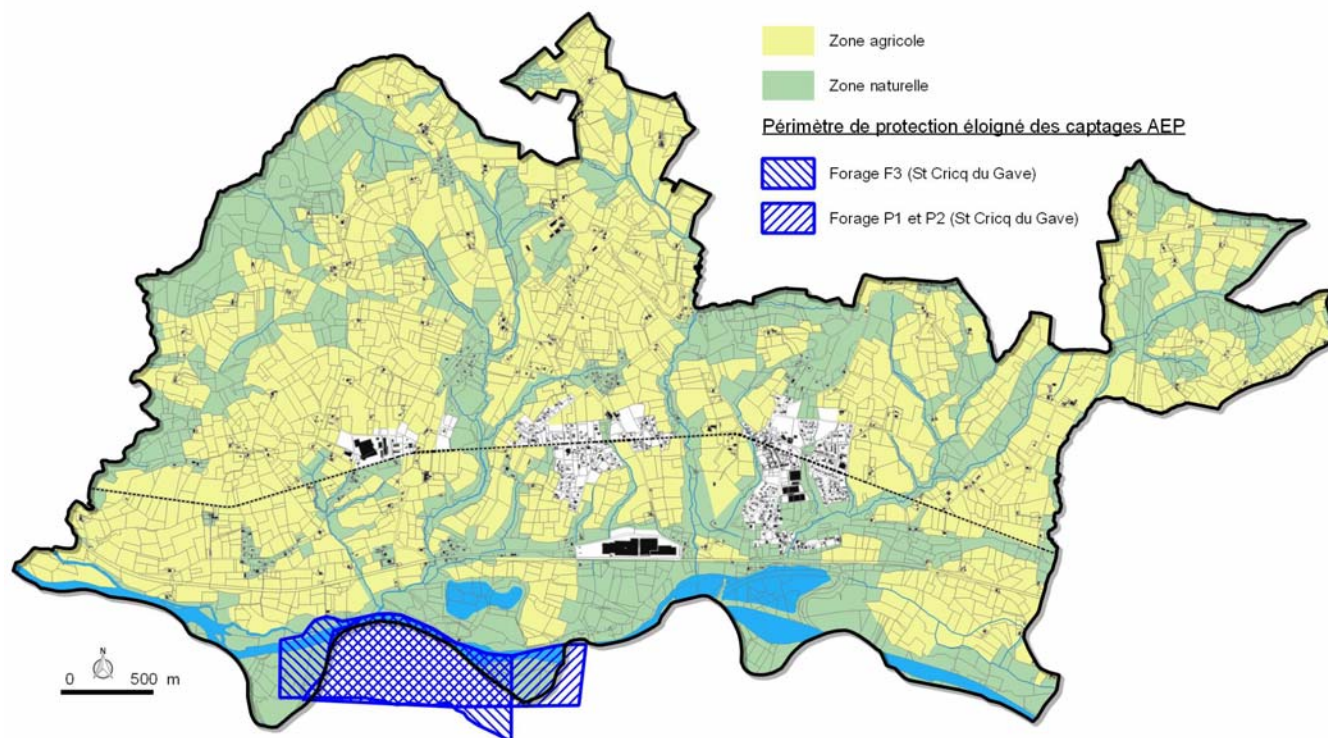 Zone agricole
Zone naturelle
Périmètre de protection éloigné des captages AEP
Forage F3 (St Cricq du Gave)
Forage P1 et P2 (St Cricq du Gave)
N
0 500 m